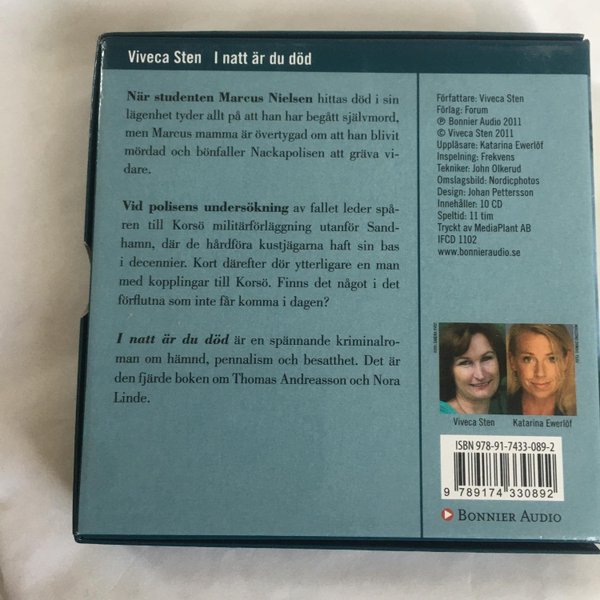 Viveca Sten I natt är du död
När studenten Marcus Nielsen hittas död i sin
lägenhet tyder allt på att han har begått självmord,
men Marcus mamma är övertygad om att han blivit
mördad och bönfaller Nackapolisen att gräva vi-
dare.
Vid polisens undersökning av fallet leder spå-
ren till Korsö militärförläggning utanför Sand-
hamn, där de hårdföra kustjägarna haft sin bas
i decennier. Kort därefter dör ytterligare en man
med kopplingar till Korsö. Finns det något i det
förflutna som inte får komma i dagen?
I natt är du död är en spännande kriminalro-
man om hämnd, pennalism och besatthet. Det är
den fjärde boken om Thomas Andreasson och Nora
Linde.
Författare: Viveca Sten
Förlag: Forum
℗ Bonnier Audio 2011
© Viveca Sten 2011
Uppläsare: Katarina Ewerlöf
Inspelning: Frekvens
Tekniker: John Olkerud
Omslagsbild: Nordicphotos
Design: Johan Pettersson
Innehåller: 10 CD
Speltid: 11 tim
Tryckt av MediaPlant AB
IFCD 1102
www.bonnieraudio.se
Viveca Sten Katarina Ewerlöf
ISBN 978-91-7433-089-2
9 789174 330892
BONNIER AUDIO